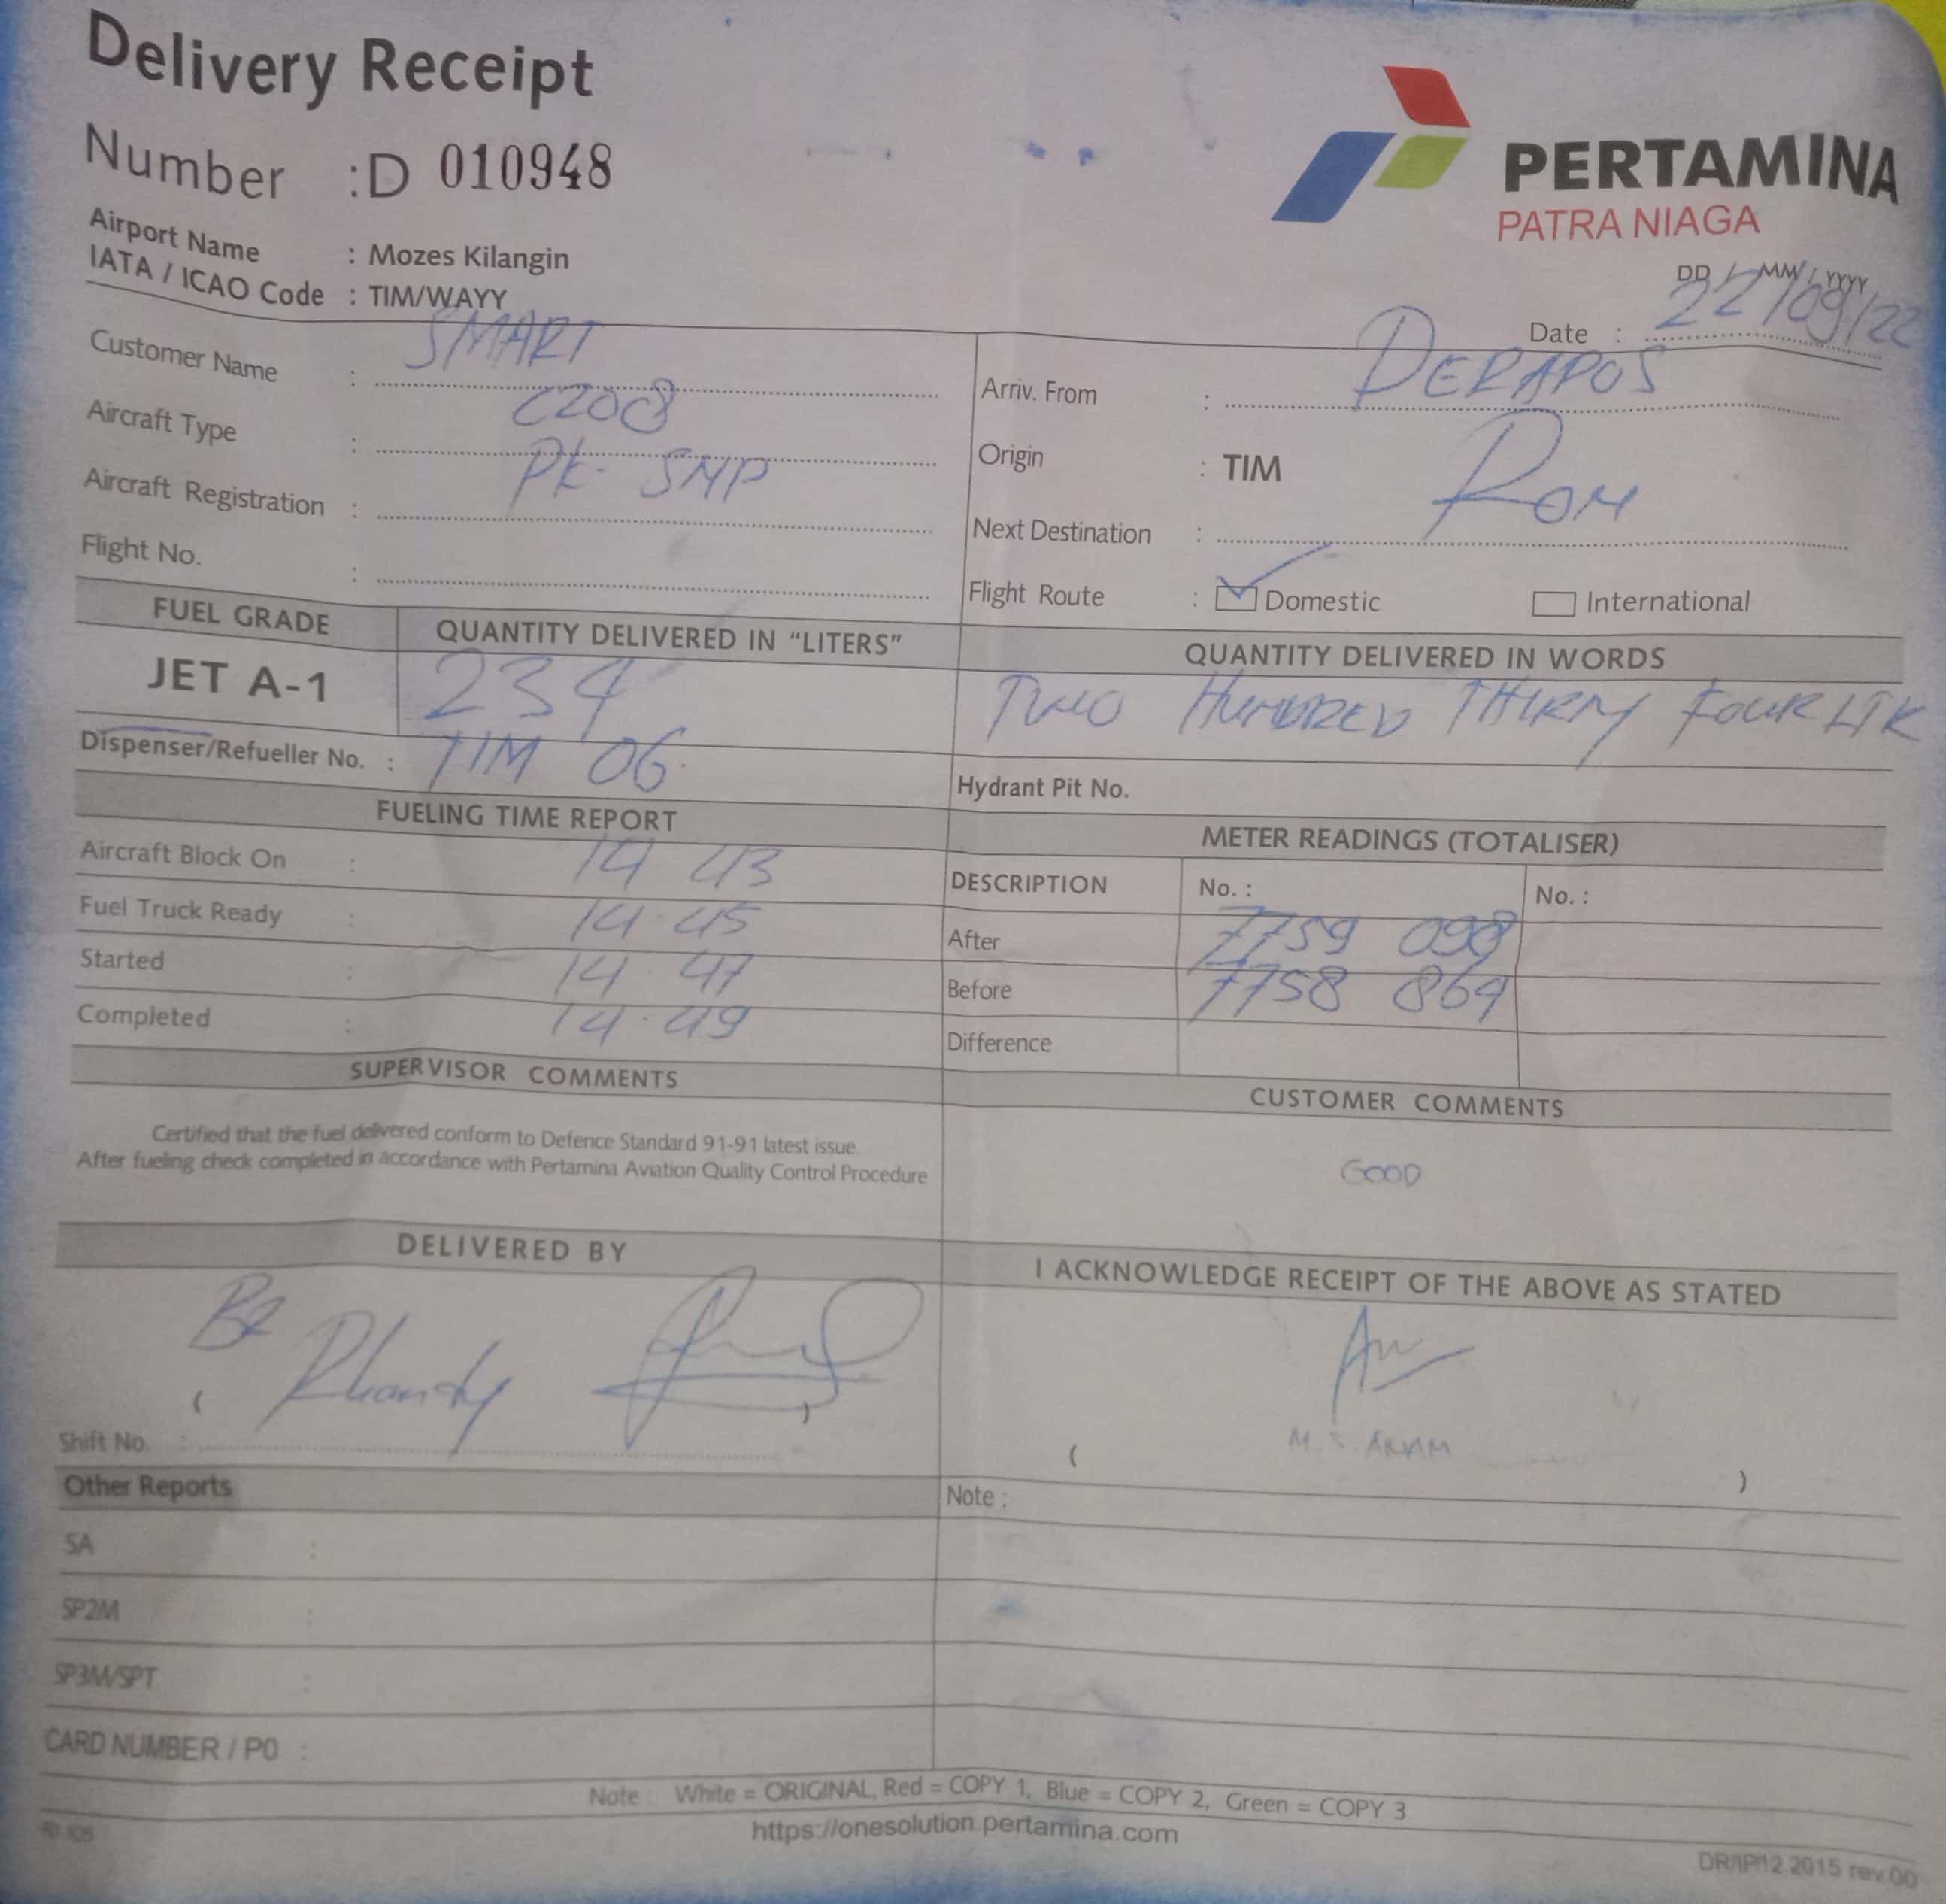 Delivery Receipt
Number :D 010948
PERTAMINA
PATRA NIAGA
Airport Name : Mozes Kilangin
IATA / ICAO Code : TIM/WAYY
DD / MM / YYYY
Date : 22/09/22
Customer Name : SMART
Aircraft Type : C208
Aircraft Registration : PK- SNP
Flight No. :
Arriv. From : DERAPOS
Origin : TIM
Next Destination :
Flight Route : Domestic International
FUEL GRADE QUANTITY DELIVERED IN “LITERS” QUANTITY DELIVERED IN WORDS
JET A-1 234 TWO HUNDRED THIRTY FOUR LTR
Dispenser/Refueller No. : TIM 06 Hydrant Pit No.
FUELING TIME REPORT
Aircraft Block On : 14 43
Fuel Truck Ready : 14.45
Started : 14.47
Completed : 14.49
METER READINGS (TOTALISER)
DESCRIPTION No. : No. :
After 7759 098
Before 7758 864
Difference
SUPERVISOR COMMENTS
Certified that the fuel delivered conform to Defence Standard 91-91 latest issue.
After fueling check completed in accordance with Pertamina Aviation Quality Control Procedure
CUSTOMER COMMENTS
GOOD
DELIVERED BY
Rhandy
( )
Shift No. :
I ACKNOWLEDGE RECEIPT OF THE ABOVE AS STATED
( M. S. )
Other Reports
SA :
SP2M :
SP3M/SPT :
CARD NUMBER / PO :
Note :
Note : White = ORIGINAL, Red = COPY 1, Blue = COPY 2, Green = COPY 3
https://onesolution.pertamina.com
2015 rev.00